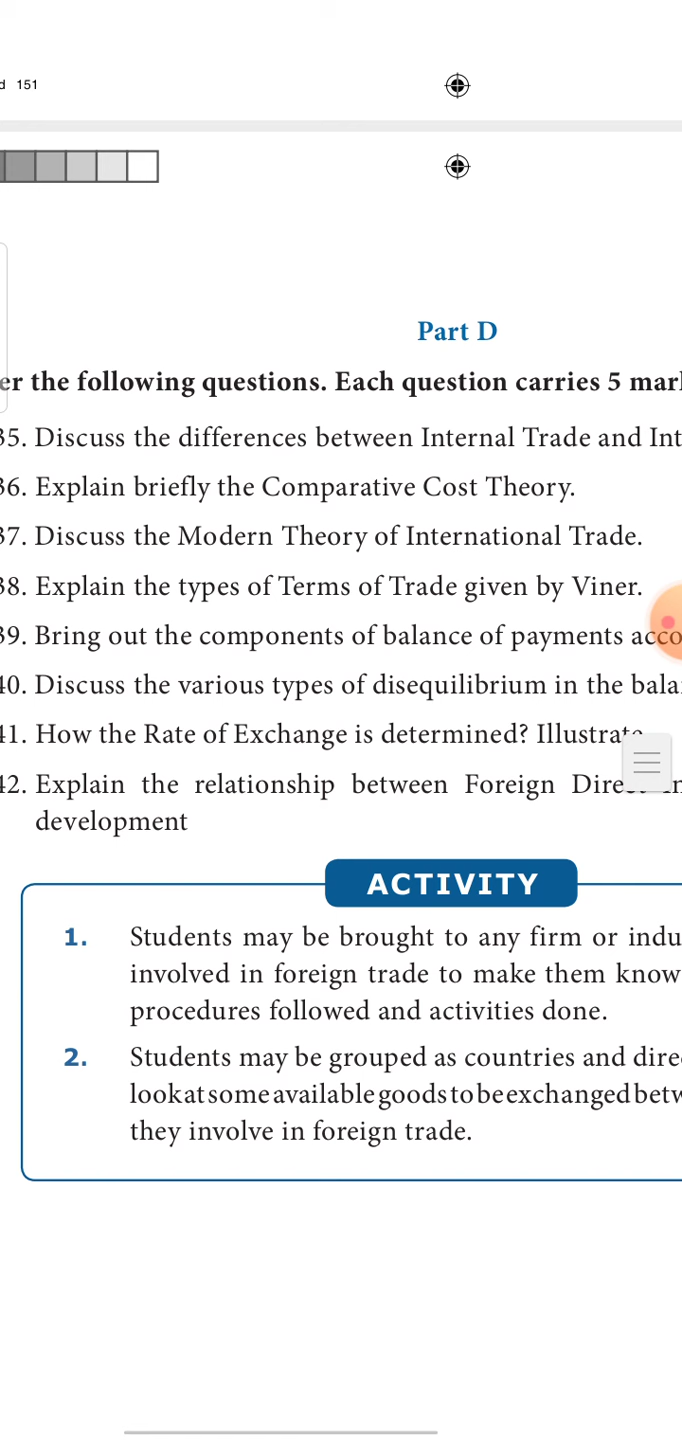 d 151
Part D
er the following questions. Each question carries 5 mar
35. Discuss the differences between Internal Trade and Int
36. Explain briefly the Comparative Cost Theory.
37. Discuss the Modern Theory of International Trade.
38. Explain the types of Terms of Trade given by Viner.
39. Bring out the components of balance of payments acco
40. Discuss the various types of disequilibrium in the bala
41. How the Rate of Exchange is determined? Illustrate
42. Explain the relationship between Foreign Direct In
development
ACTIVITY
1. Students may be brought to any firm or indu
involved in foreign trade to make them know
procedures followed and activities done.
2. Students may be grouped as countries and dire
look at some available goods to be exchanged betw
they involve in foreign trade.